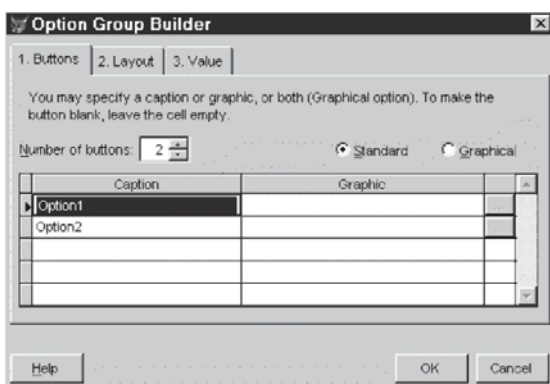 Option Group Builder
1. Buttons 2. Layout 3. Value
You may specify a caption or graphic, or both (Graphical option). To make the
button blank, leave the cell empty.
Number of buttons: 2 Standard Graphical
Caption Graphic
Option1 ...
Option2 ...
Help OK Cancel